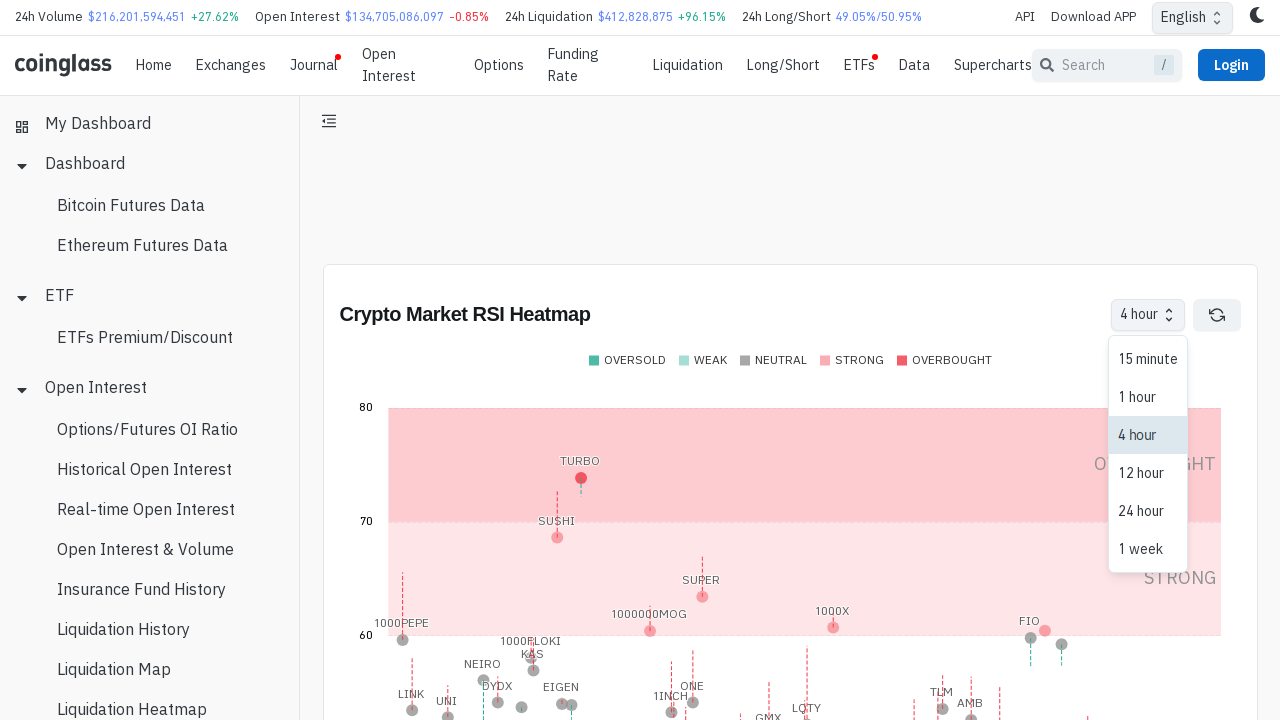 24h Volume $216,201,594,451 +27.62% Open Interest $134,705,086,097 -0.85% 24h Liquidation $412,828,875 +96.15% 24h Long/Short 49.05%/50.95% API Download APP English
coinglass Home Exchanges Journal Open Interest Options Funding Rate Liquidation Long/Short ETFs Data Supercharts Search / Login
My Dashboard
Dashboard
Bitcoin Futures Data
Ethereum Futures Data
ETF
ETFs Premium/Discount
Open Interest
Options/Futures OI Ratio
Historical Open Interest
Real-time Open Interest
Open Interest & Volume
Insurance Fund History
Liquidation History
Liquidation Map
Liquidation Heatmap
Crypto Market RSI Heatmap
4 hour
15 minute
1 hour
4 hour
12 hour
24 hour
1 week
OVERSOLD WEAK NEUTRAL STRONG OVERBOUGHT
80
TURBO
70
SUSHI
STRONG
SUPER
1000000MOG
1000X
1000PEPE
FIO
60
1000FLOKI
KAS
NEIRO
DYDX
EIGEN
ONE
LINK
UNI
1INCH
TLM
AMB
LQTY
GMX